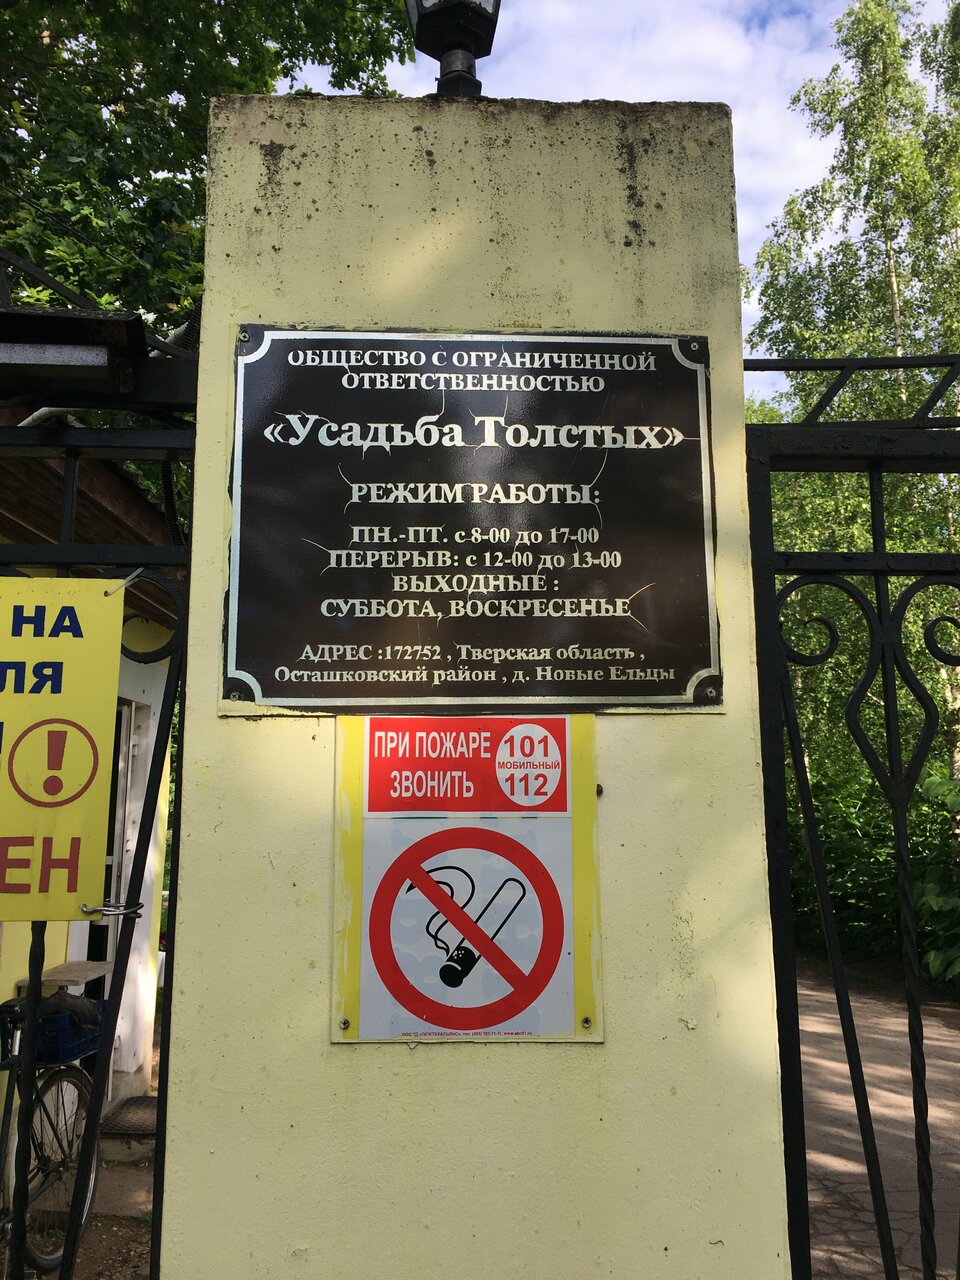 ОБЩЕСТВО С ОГРАНИЧЕННОЙ
ОТВЕТСТВЕННОСТЬЮ
«Усадьба Толстых»
РЕЖИМ РАБОТЫ:
ПН.-ПТ. с 8-00 до 17-00
ПЕРЕРЫВ: с 12-00 до 13-00
ВЫХОДНЫЕ :
СУББОТА, ВОСКРЕСЕНЬЕ
АДРЕС :172752 , Тверская область ,
Осташковский район , д. Новые Ельцы
ПРИ ПОЖАРЕ
ЗВОНИТЬ
101
МОБИЛЬНЫЙ
112
НА
ЛЯ
!
ЕН